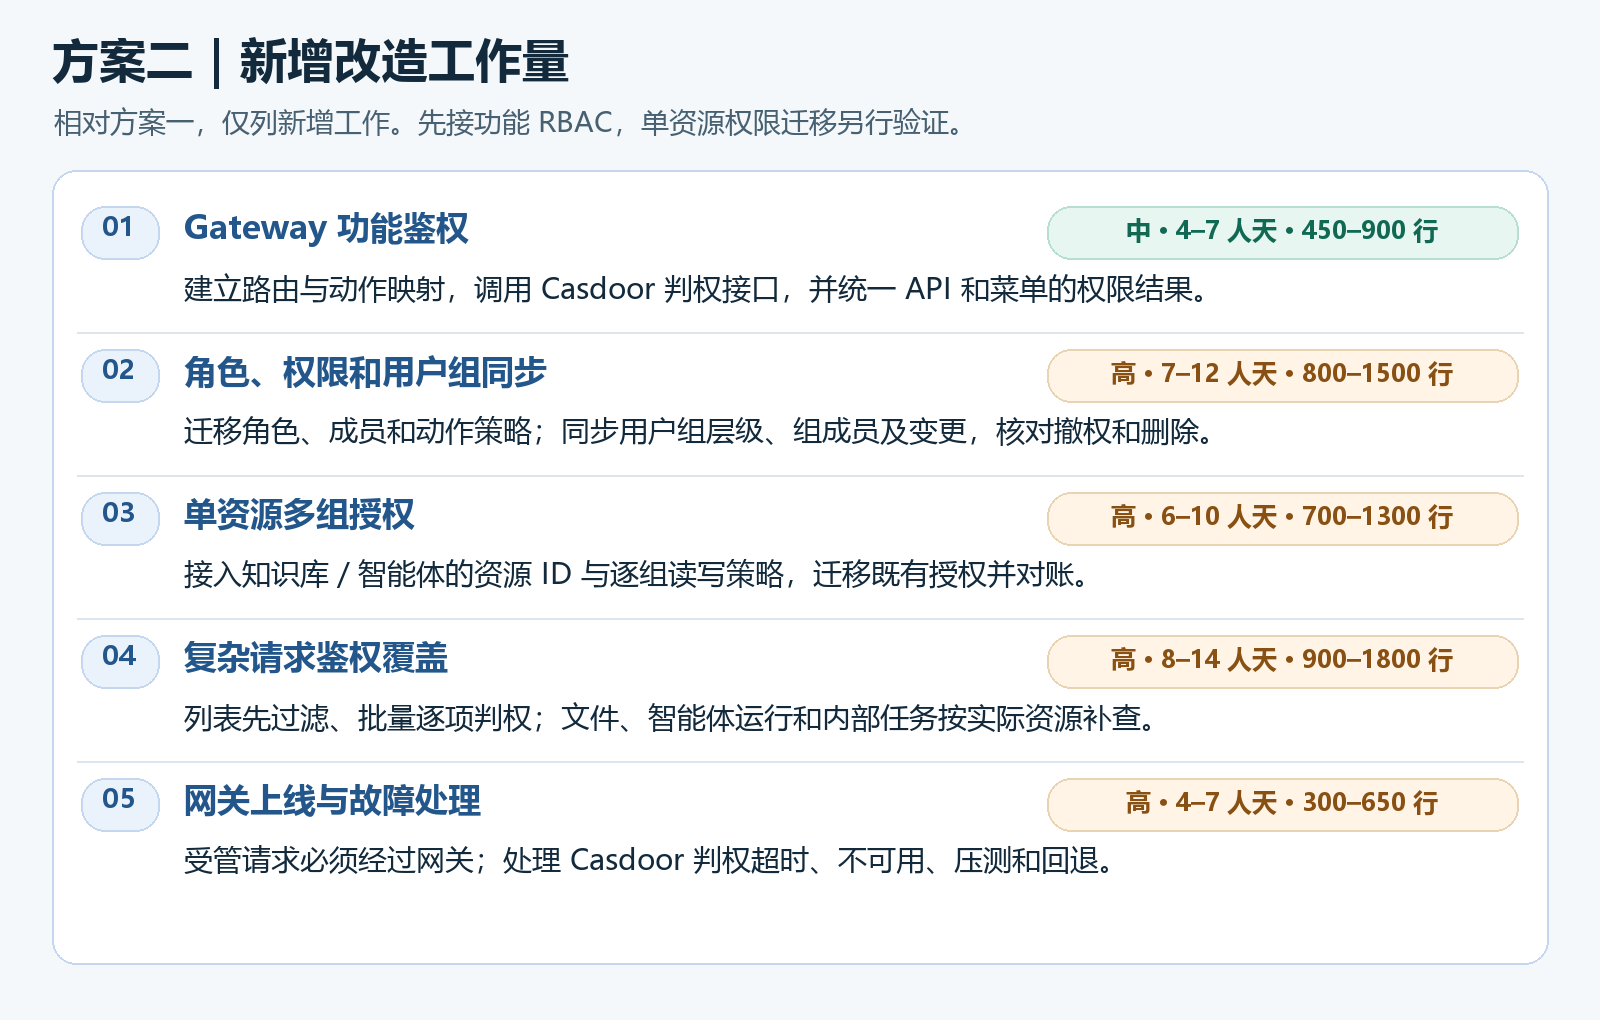 方案二｜新增改造工作量
相对方案一，仅列新增工作。先接功能 RBAC，单资源权限迁移另行验证。
01
Gateway 功能鉴权
中 • 4–7 人天 • 450–900 行
建立路由与动作映射，调用 Casdoor 判权接口，并统一 API 和菜单的权限结果。
02
角色、权限和用户组同步
高 • 7–12 人天 • 800–1500 行
迁移角色、成员和动作策略；同步用户组层级、组成员及变更，核对撤权和删除。
03
单资源多组授权
高 • 6–10 人天 • 700–1300 行
接入知识库 / 智能体的资源 ID 与逐组读写策略，迁移既有授权并对账。
04
复杂请求鉴权覆盖
高 • 8–14 人天 • 900–1800 行
列表先过滤、批量逐项判权；文件、智能体运行和内部任务按实际资源补查。
05
网关上线与故障处理
高 • 4–7 人天 • 300–650 行
受管请求必须经过网关；处理 Casdoor 判权超时、不可用、压测和回退。